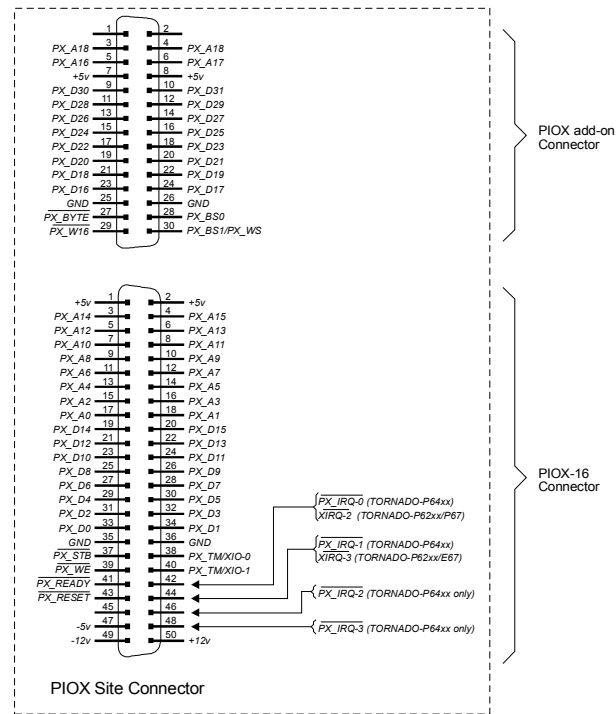 1 2
PX_A18 3 4 PX_A18
PX_A16 5 6 PX_A17
+5v 7 8 +5v
PX_D30 9 10 PX_D31
PX_D28 11 12 PX_D29
PX_D26 13 14 PX_D27
PX_D24 15 16 PX_D25
PX_D22 17 18 PX_D23
PX_D20 19 20 PX_D21
PX_D18 21 22 PX_D19
PX_D16 23 24 PX_D17
GND 25 26 GND
PX_BYTE 27 28 PX_BS0
PX_W16 29 30 PX_BS1/PX_WS
PIOX add-on
Connector
+5v 1 2 +5v
PX_A14 3 4 PX_A15
PX_A12 5 6 PX_A13
PX_A10 7 8 PX_A11
PX_A8 9 10 PX_A9
PX_A6 11 12 PX_A7
PX_A4 13 14 PX_A5
PX_A2 15 16 PX_A3
PX_A0 17 18 PX_A1
PX_D14 19 20 PX_D15
PX_D12 21 22 PX_D13
PX_D10 23 24 PX_D11
PX_D8 25 26 PX_D9
PX_D6 27 28 PX_D7
PX_D4 29 30 PX_D5
PX_D2 31 32 PX_D3
PX_D0 33 34 PX_D1
GND 35 36 GND
PX_STB 37 38 PX_TM/XIO-0
PX_WE 39 40 PX_TM/XIO-1
PX_READY 41 42
PX_RESET 43 44
45 46
-5v 47 48
-12v 49 50 +12v
PX_IRQ-0 (TORNADO-P64xx)
XIRQ-2 (TORNADO-P62xx/P67)
PX_IRQ-1 (TORNADO-P64xx)
XIRQ-3 (TORNADO-P62xx/E67)
PX_IRQ-2 (TORNADO-P64xx only)
PX_IRQ-3 (TORNADO-P64xx only)
PIOX-16
Connector
PIOX Site Connector